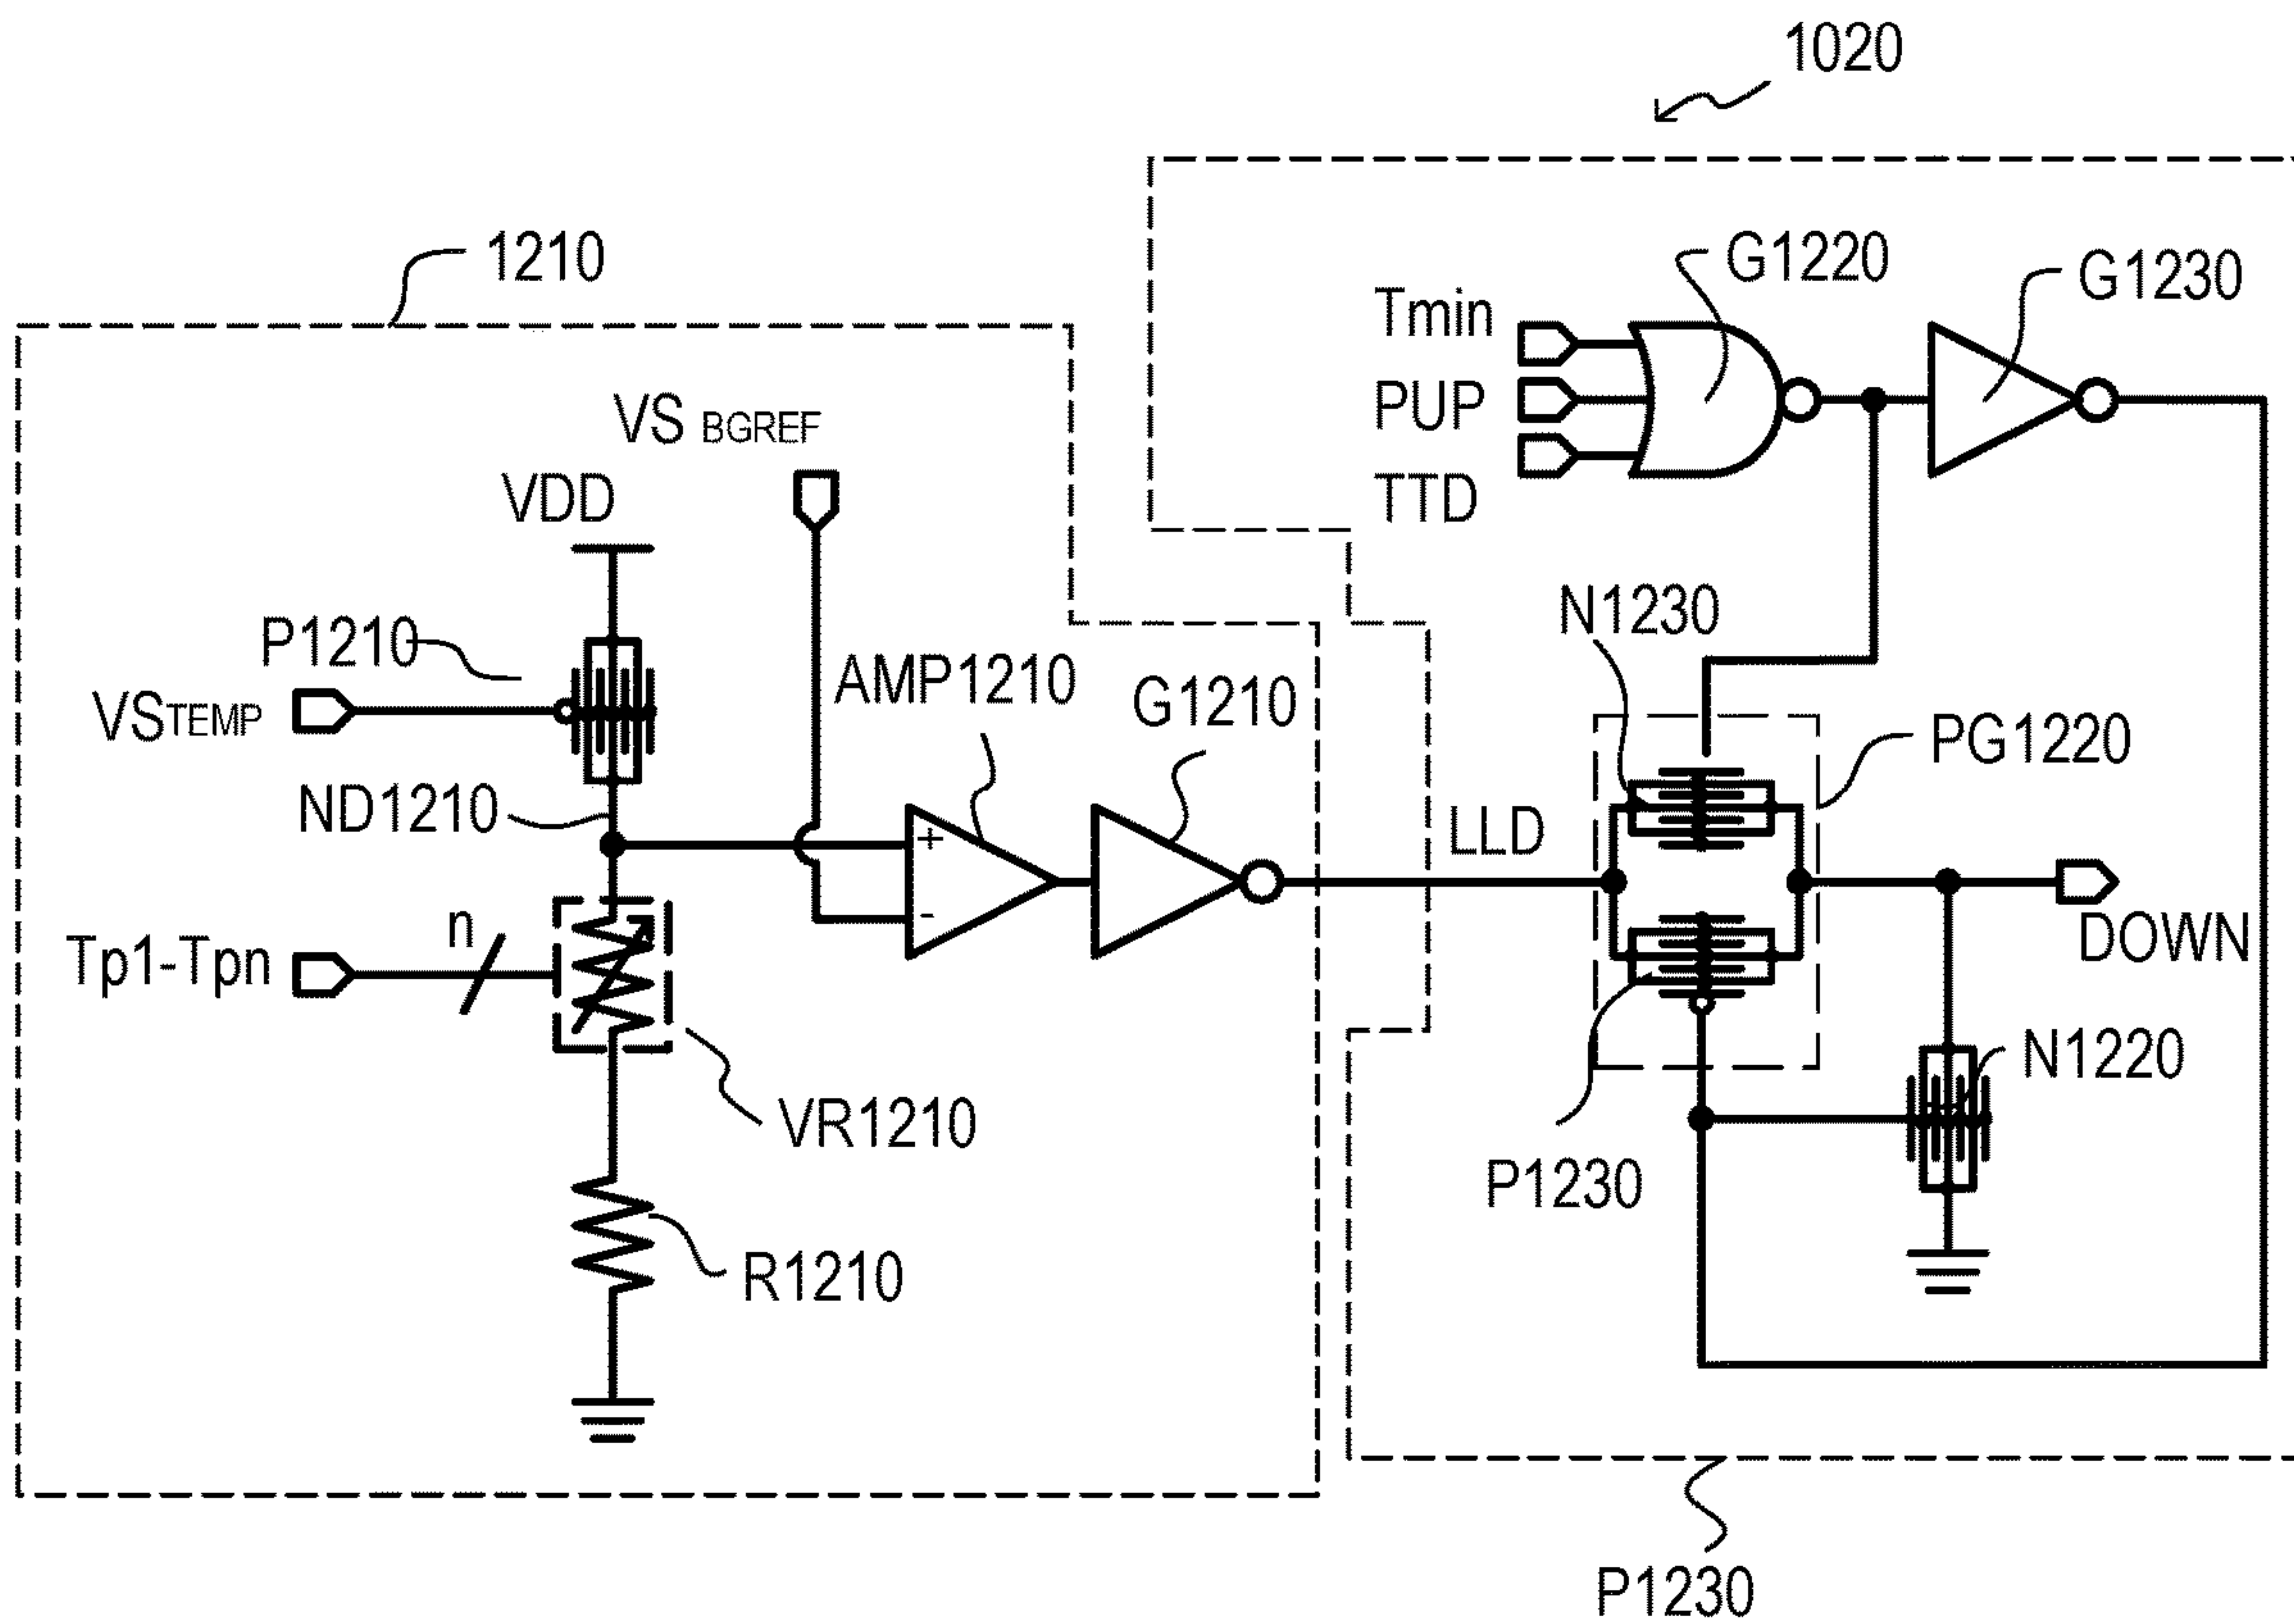 1020
1210
G1220
G1230
Tmin
PUP
TTD
VS BGREF
VDD
N1230
P1210
AMP1210
G1210
VSTEMP
PG1220
ND1210
+
LLD
-
n
DOWN
Tp1-Tpn
N1220
VR1210
P1230
R1210
P1230